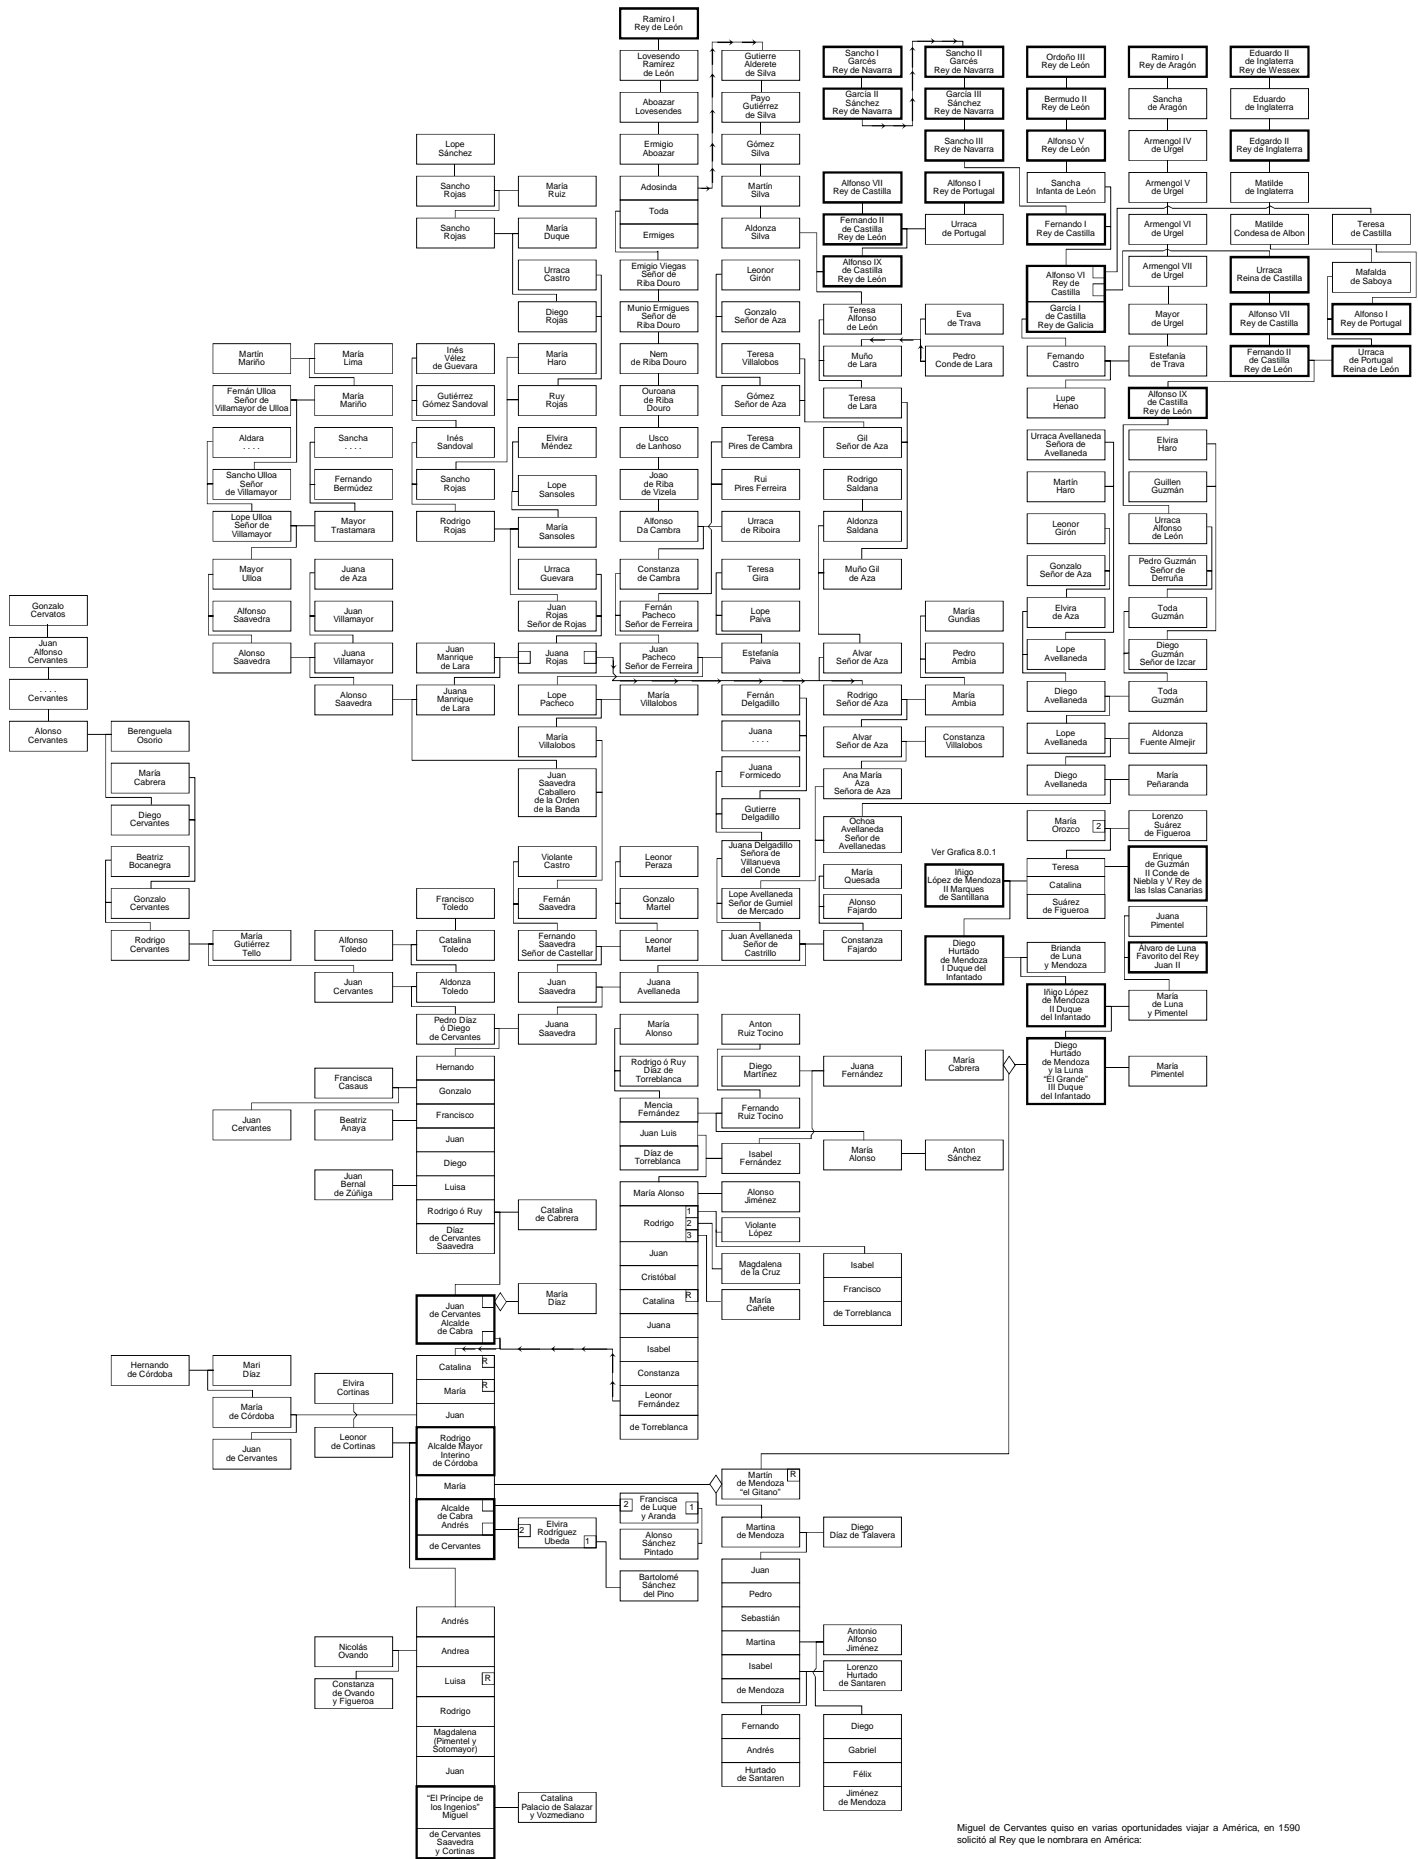 Ramiro I
Rey de León
Lovesendo
Ramírez
de León
Gutierre
Alderete
de Silva
Sancho I
Garcés
Rey de Navarra
Sancho II
Garcés
Rey de Navarra
Ordoño III
Rey de León
Ramiro I
Rey de Aragón
Eduardo II
de Inglaterra
Rey de Wessex
Aboazar
Lovesendes
Payo
Gutiérrez
de Silva
García II
Sánchez
Rey de Navarra
García III
Sánchez
Rey de Navarra
Bermudo II
Rey de León
Sancha
de Aragón
Eduardo
de Inglaterra
Lope
Sánchez
Ermigio
Aboazar
Gómez
Silva
Sancho III
Rey de Navarra
Alfonso V
Rey de León
Armengol IV
de Urgel
Edgardo II
Rey de Inglaterra
Sancho
Rojas
María
Ruiz
Adosinda
Toda
Ermiges
Martín
Silva
Alfonso VII
Rey de Castilla
Alfonso I
Rey de Portugal
Sancha
Infanta de León
Armengol V
de Urgel
Matilde
de Inglaterra
Sancho
Rojas
María
Duque
Aldonza
Silva
Fernando II
de Castilla
Rey de León
Urraca
de Portugal
Fernando I
Rey de Castilla
Armengol VI
de Urgel
Matilde
Condesa de Albon
Teresa
de Castilla
Urraca
Castro
Emigio Viegas
Señor de
Riba Douro
Leonor
Girón
Alfonso IX
de Castilla
Rey de León
Alfonso VI
Rey de
Castilla
García I
de Castilla
Rey de Galicia
Armengol VII
de Urgel
Urraca
Reina de Castilla
Mafalda
de Saboya
Diego
Rojas
Munio Ermigues
Señor de
Riba Douro
Gonzalo
Señor de Aza
Teresa
Alfonso
de León
Eva
de Trava
Mayor
de Urgel
Alfonso VII
Rey de Castilla
Alfonso I
Rey de Portugal
Martín
Mariño
María
Lima
Inés
Vélez
de Guevara
María
Haro
Nem
de Riba Douro
Teresa
Villalobos
Muño
de Lara
Pedro
Conde de Lara
Fernando
Castro
Estefanía
de Trava
Fernando II
de Castilla
Rey de León
Urraca
de Portugal
Reina de León
Fernán Ulloa
Señor de
Villamayor de Ulloa
María
Mariño
Gutiérrez
Gómez Sandoval
Ruy
Rojas
Ouroana
de Riba
Douro
Gómez
Señor de Aza
Teresa
de Lara
Lupe
Henao
Alfonso IX
de Castilla
Rey de León
Aldara
. . . .
Sancha
. . . .
Inés
Sandoval
Elvira
Méndez
Usco
de Lanhoso
Teresa
Pires de Cambra
Gil
Señor de Aza
Urraca Avellaneda
Señora de
Avellaneda
Elvira
Haro
Sancho Ulloa
Señor
de Villamayor
Fernando
Bermúdez
Sancho
Rojas
Lope
Sansoles
Joao
de Riba
de Vizela
Rui
Pires Ferreira
Rodrigo
Saldana
Martín
Haro
Guillen
Guzmán
Lope Ulloa
Señor de
Villamayor
Mayor
Trastamara
Rodrigo
Rojas
María
Sansoles
Alfonso
Da Cambra
Urraca
de Riboira
Aldonza
Saldana
Leonor
Girón
Urraca
Alfonso
de León
Mayor
Ulloa
Juana
de Aza
Urraca
Guevara
Constanza
de Cambra
Teresa
Gira
Muño Gil
de Aza
Gonzalo
Señor de Aza
Pedro Guzmán
Señor de
Derruña
Gonzalo
Cervatos
Alfonso
Saavedra
Juan
Villamayor
Juan
Rojas
Señor de Rojas
Fernán
Pacheco
Señor de Ferreira
Lope
Paiva
María
Gundias
Elvira
de Aza
Toda
Guzmán
Juan
Alfonso
Cervantes
Alonso
Saavedra
Juana
Villamayor
Juan
Manrique
de Lara
Juana
Rojas
Juan
Pacheco
Señor de Ferreira
Estefanía
Paiva
Alvar
Señor de Aza
Pedro
Ambia
Lope
Avellaneda
Diego
Guzmán
Señor de Izcar
. . . .
Cervantes
Alonso
Saavedra
Juana
Manrique
de Lara
Lope
Pacheco
María
Villalobos
Fernán
Delgadillo
Rodrigo
Señor de Aza
María
Ambia
Diego
Avellaneda
Toda
Guzmán
Alonso
Cervantes
Berenguela
Osorio
María
Villalobos
Juana
. . . .
Alvar
Señor de Aza
Constanza
Villalobos
Lope
Avellaneda
Aldonza
Fuente Almejir
María
Cabrera
Juan
Saavedra
Caballero
de la Orden
de la Banda
Juana
Formicedo
Ana María
Aza
Señora de Aza
Diego
Avellaneda
María
Peñaranda
Diego
Cervantes
Gutierre
Delgadillo
Ochoa
Avellaneda
Señor de
Avellanedas
María
Orozco
2
Lorenzo
Suárez
de Figueroa
Beatriz
Bocanegra
Violante
Castro
Leonor
Peraza
Juana Delgadillo
Señora de
Villanueva
del Conde
María
Quesada
Ver Grafica 8.0.1
Iñigo
López de Mendoza
II Marques
de Santillana
Teresa
Catalina
Suárez
de Figueroa
Enrique
de Guzmán
II Conde de
Niebla y V Rey de
las Islas Canarias
Gonzalo
Cervantes
Francisco
Toledo
Fernán
Saavedra
Gonzalo
Martel
Lope Avellaneda
Señor de Gumiel
de Mercado
Alonso
Fajardo
Juana
Pimentel
Rodrigo
Cervantes
María
Gutiérrez
Tello
Alfonso
Toledo
Catalina
Toledo
Fernando
Saavedra
Señor de Castellar
Leonor
Martel
Juan Avellaneda
Señor de
Castrillo
Constanza
Fajardo
Diego
Hurtado
de Mendoza
I Duque del
Infantado
Brianda
de Luna
y Mendoza
Álvaro de Luna
Favorito del Rey
Juan II
Juan
Cervantes
Aldonza
Toledo
Juan
Saavedra
Juana
Avellaneda
Iñigo López
de Mendoza
II Duque
del Infantado
María
de Luna
y Pimentel
Pedro Díaz
ó Diego
de Cervantes
Juana
Saavedra
María
Alonso
Anton
Ruiz Tocino
Diego
Hurtado
de Mendoza
y la Luna
"El Grande"
III Duque
del Infantado
María
Cabrera
María
Pimentel
Francisca
Casaus
Hernando
Gonzalo
Rodrigo ó Ruy
Díaz de
Torreblanca
Diego
Martínez
Juana
Fernández
Juan
Cervantes
Beatriz
Anaya
Francisco
Juan
Diego
Mencia
Fernández
Juan Luis
Díaz de
Torreblanca
Fernando
Ruiz Tocino
Isabel
Fernández
María
Alonso
Anton
Sánchez
Juan
Bernal
de Zúñiga
Luisa
Rodrigo ó Ruy
Díaz
de Cervantes
Saavedra
Catalina
de Cabrera
María Alonso
Alonso
Jiménez
Rodrigo
1
2
3
Violante
López
Juan
Cristóbal
Magdalena
de la Cruz
Isabel
Francisco
de Torreblanca
Juan
de Cervantes
Alcalde
de Cabra
María
Díaz
Catalina
R
María
Cañete
Juana
Isabel
Constanza
Leonor
Fernández
de Torreblanca
Hernando
de Córdoba
Mari
Díaz
Elvira
Cortinas
Catalina
R
María
R
Juan
María
de Córdoba
Juan
de Cervantes
Leonor
de Cortinas
Rodrigo
Alcalde Mayor
Interino
de Córdoba
María
Martín
de Mendoza
"el Gitano"
R
Alcalde
de Cabra
Andrés
de Cervantes
2
Francisca
de Luque
y Aranda
1
2
Elvira
Rodríguez
Ubeda
1
Alonso
Sánchez
Pintado
Martina
de Mendoza
Diego
Díaz de Talavera
Bartolomé
Sánchez
del Pino
Juan
Pedro
Sebastián
Martina
Isabel
de Mendoza
Antonio
Alfonso
Jiménez
Lorenzo
Hurtado
de Santaren
Nicolás
Ovando
Constanza
de Ovando
y Figueroa
Andrés
Andrea
Luisa
R
Rodrigo
Magdalena
(Pimentel y
Sotomayor)
Juan
Fernando
Andrés
Hurtado
de Santaren
Diego
Gabriel
Félix
Jiménez
de Mendoza
"El Príncipe de
los Ingenios"
Miguel
de Cervantes
Saavedra
y Cortinas
Catalina
Palacio de Salazar
y Vozmediano
Miguel de Cervantes quiso en varias oportunidades viajar a América, en 1590
solicitó al Rey que le nombrara en América: